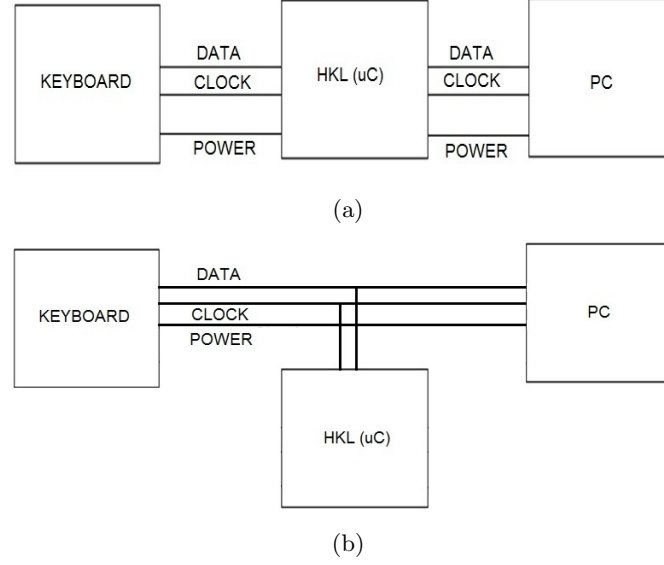 DATA DATA
KEYBOARD CLOCK HKL (uC) CLOCK PC
POWER POWER
(a)
DATA
KEYBOARD CLOCK PC
POWER
HKL (uC)
(b)